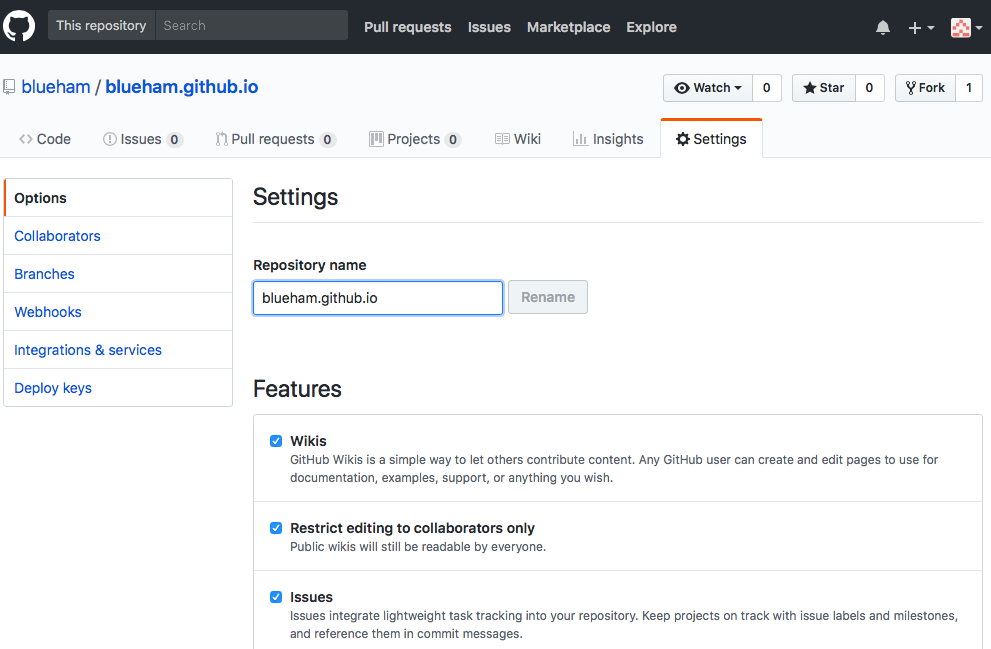 This repository Search Pull requests Issues Marketplace Explore
blueham / blueham.github.io Watch 0 Star 0 Fork 1
Code Issues 0 Pull requests 0 Projects 0 Wiki Insights Settings
Options
Collaborators
Branches
Webhooks
Integrations & services
Deploy keys
Settings
Repository name
blueham.github.io Rename
Features
Wikis
GitHub Wikis is a simple way to let others contribute content. Any GitHub user can create and edit pages to use for
documentation, examples, support, or anything you wish.
Restrict editing to collaborators only
Public wikis will still be readable by everyone.
Issues
Issues integrate lightweight task tracking into your repository. Keep projects on track with issue labels and milestones,
and reference them in commit messages.